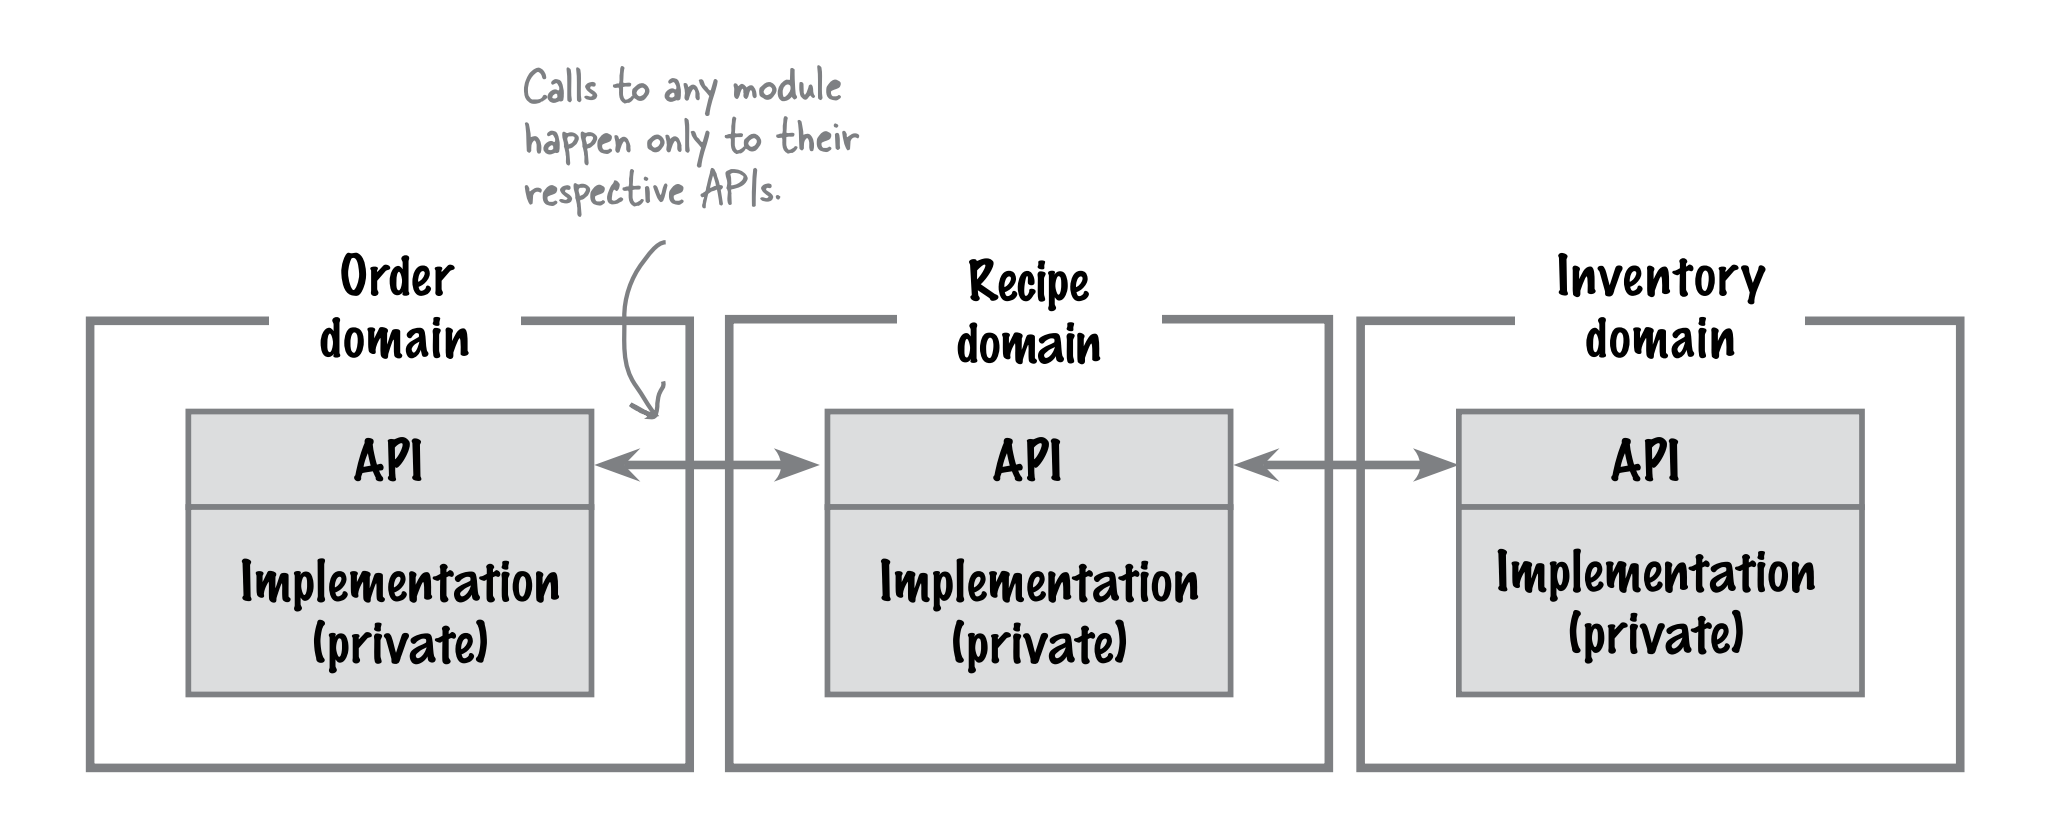 Calls to any module
happen only to their
respective APIs.
Order
domain
Recipe
domain
Inventory
domain
API
API
API
Implementation
(private)
Implementation
(private)
Implementation
(private)